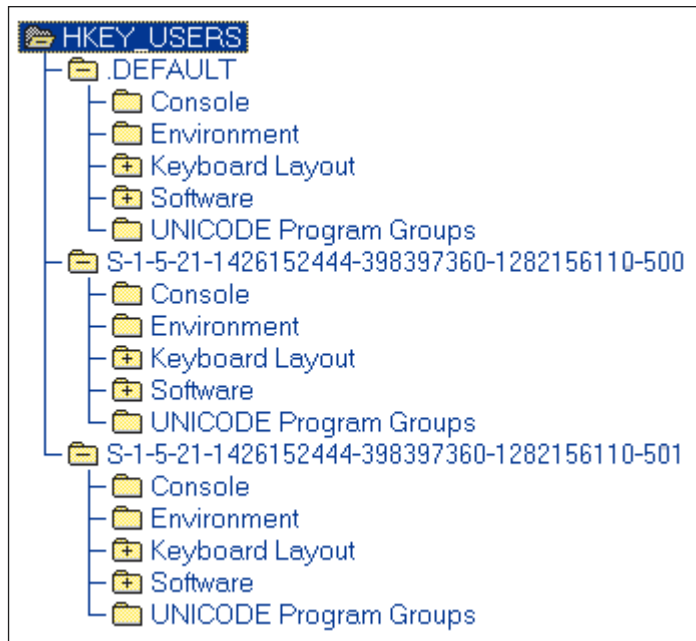 HKEY_USERS
.DEFAULT
Console
Environment
Keyboard Layout
Software
UNICODE Program Groups
S-1-5-21-1426152444-398397360-1282156110-500
Console
Environment
Keyboard Layout
Software
UNICODE Program Groups
S-1-5-21-1426152444-398397360-1282156110-501
Console
Environment
Keyboard Layout
Software
UNICODE Program Groups